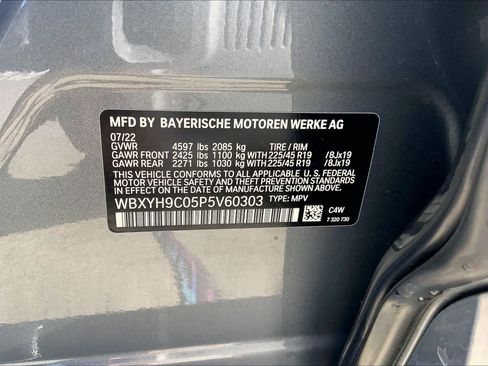 MFD BY BAYERISCHE MOTOREN WERKE AG
07/22
GVWR 4597 lbs 2085 kg TIRE / RIM
GAWR FRONT 2425 lbs 1100 kg WITH 225/45 R19 /8Jx19
GAWR REAR 2271 lbs 1030 kg WITH 225/45 R19 /8Jx19
THIS VEHICLE CONFORMS TO ALL APPLICABLE U. S. FEDERAL
MOTOR VEHICLE SAFETY, BUMPER, AND THEFT PREVENTION STANDARDS
IN EFFECT ON THE DATE OF MANUFACTURE SHOWN ABOVE.
WBXYH9C05P5V60303 TYPE: MPV
C4W
7 320 730